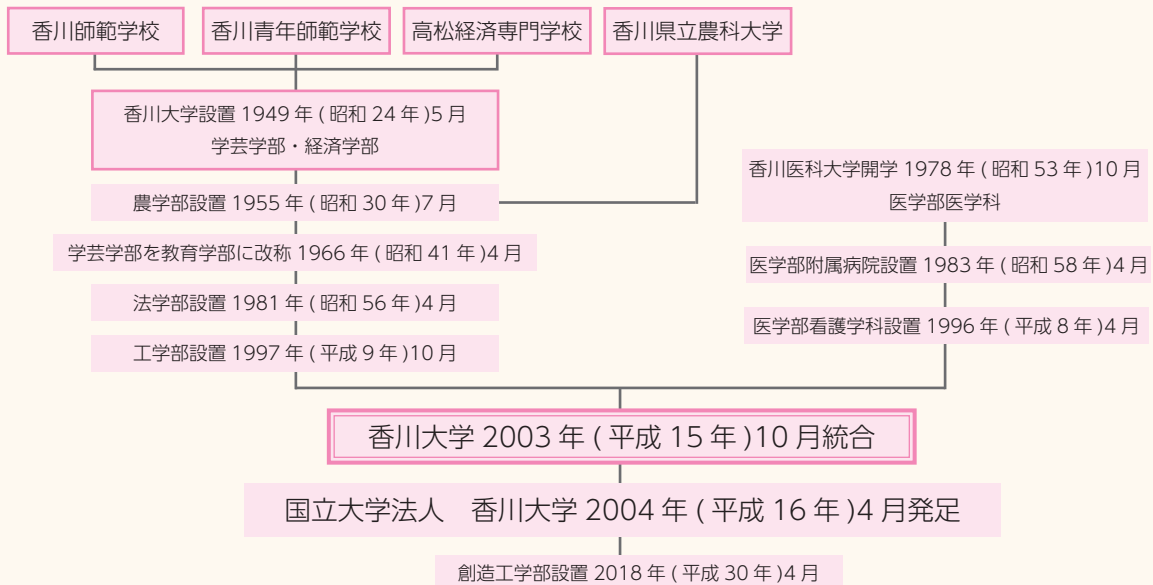 香川師範学校
香川青年師範学校
高松経済専門学校
香川県立農科大学
香川大学設置 1949 年 ( 昭和 24 年 )5 月
学芸学部・経済学部
農学部設置 1955 年 ( 昭和 30 年 )7 月
学芸学部を教育学部に改称 1966 年 ( 昭和 41 年 )4 月
法学部設置 1981 年 ( 昭和 56 年 )4 月
工学部設置 1997 年 ( 平成 9 年 )10 月
香川医科大学開学 1978 年 ( 昭和 53 年 )10 月
医学部医学科
医学部附属病院設置 1983 年 ( 昭和 58 年 )4 月
医学部看護学科設置 1996 年 ( 平成 8 年 )4 月
香川大学 2003 年 ( 平成 15 年 )10 月統合
国立大学法人　香川大学 2004 年 ( 平成 16 年 )4 月発足
創造工学部設置 2018 年 ( 平成 30 年 )4 月